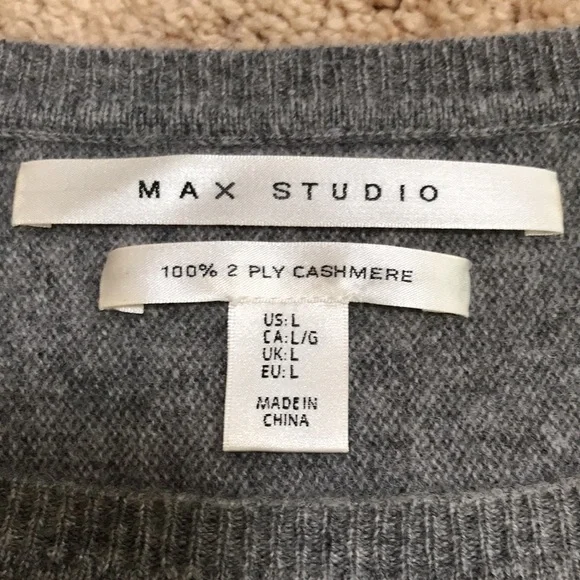 MAX STUDIO
100% 2 PLY CASHMERE
US: L
CA: L/G
UK: L
EU: L
MADE IN
CHINA